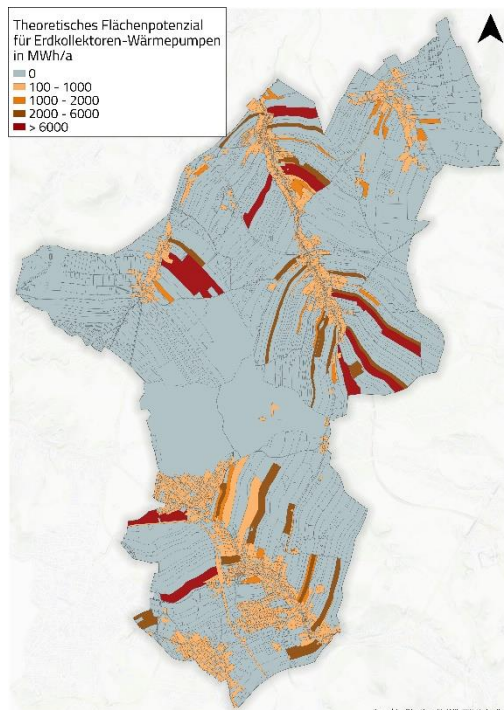 Theoretisches Flächenpotenzial
für Erdkollektoren-Wärmepumpen
in MWh/a
0
100 - 1000
1000 - 2000
2000 - 6000
> 6000